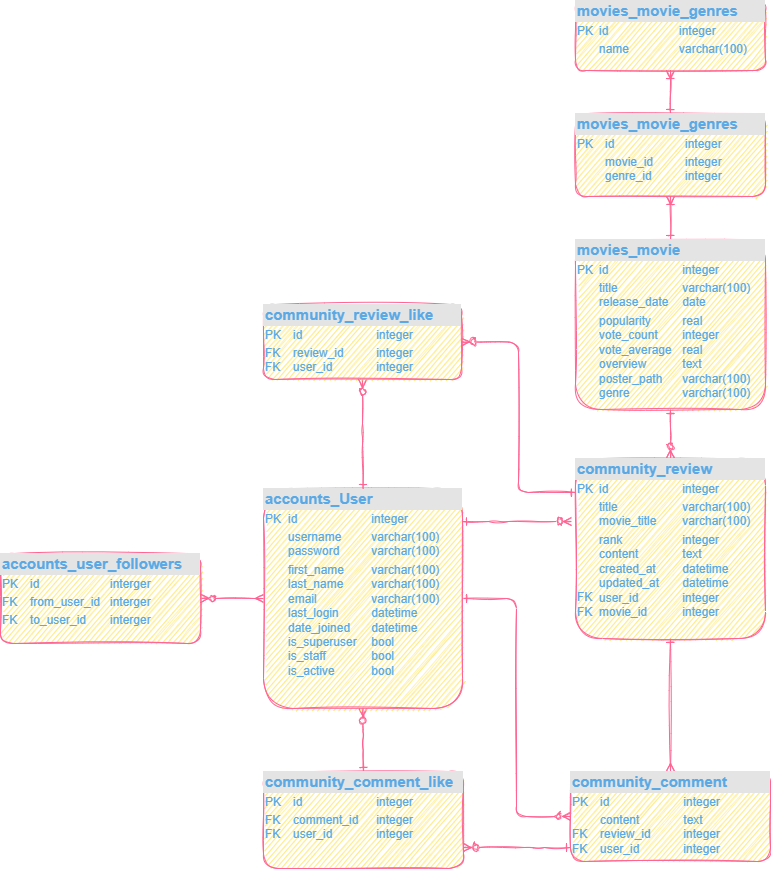 movies_movie_genres
PK id integer
name varchar(100)
movies_movie_genres
PK id integer
movie_id integer
genre_id integer
movies_movie
PK id integer
title varchar(100)
release_date date
popularity real
vote_count integer
vote_average real
overview text
poster_path varchar(100)
genre varchar(100)
community_review_like
PK id integer
FK review_id integer
FK user_id integer
community_review
PK id integer
title varchar(100)
movie_title varchar(100)
rank integer
content text
created_at datetime
updated_at datetime
FK user_id integer
FK movie_id integer
accounts_User
PK id integer
username varchar(100)
password varchar(100)
first_name varchar(100)
last_name varchar(100)
email varchar(100)
last_login datetime
date_joined datetime
is_superuser bool
is_staff bool
is_active bool
accounts_user_followers
PK id interger
FK from_user_id interger
FK to_user_id interger
community_comment_like
PK id integer
FK comment_id integer
FK user_id integer
community_comment
PK id integer
content text
FK review_id integer
FK user_id integer